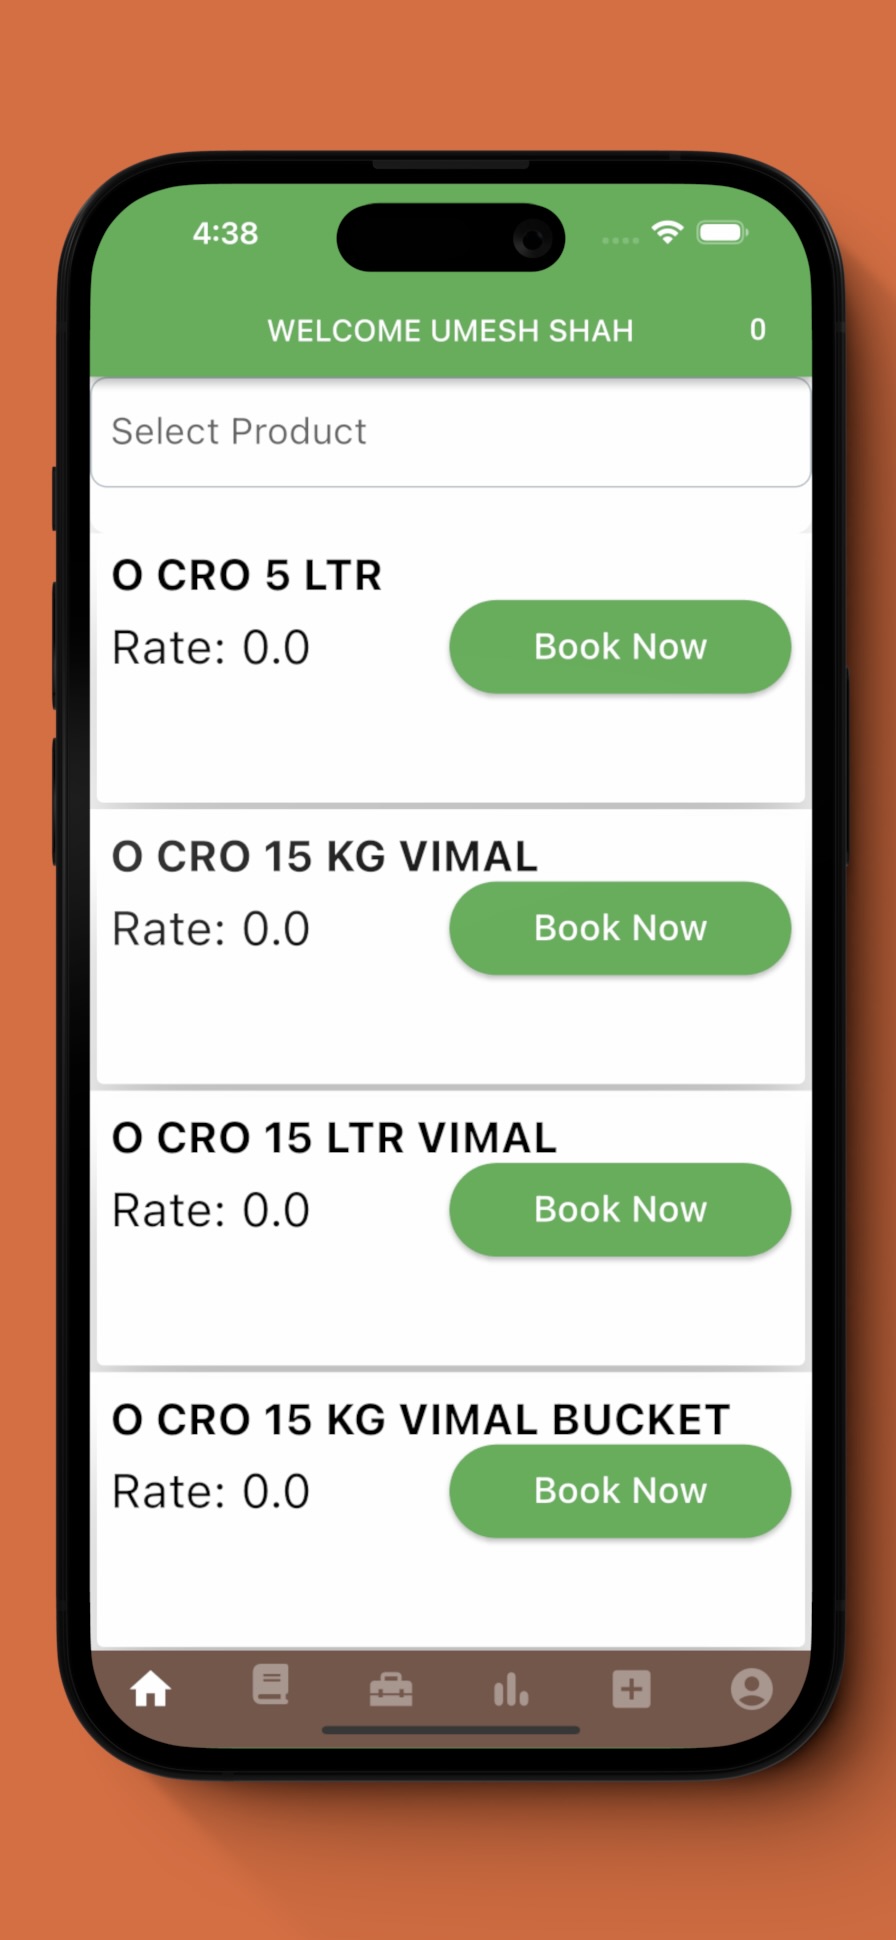 4:38
WELCOME UMESH SHAH 0
Select Product
O CRO 5 LTR
Rate: 0.0 Book Now
O CRO 15 KG VIMAL
Rate: 0.0 Book Now
O CRO 15 LTR VIMAL
Rate: 0.0 Book Now
O CRO 15 KG VIMAL BUCKET
Rate: 0.0 Book Now